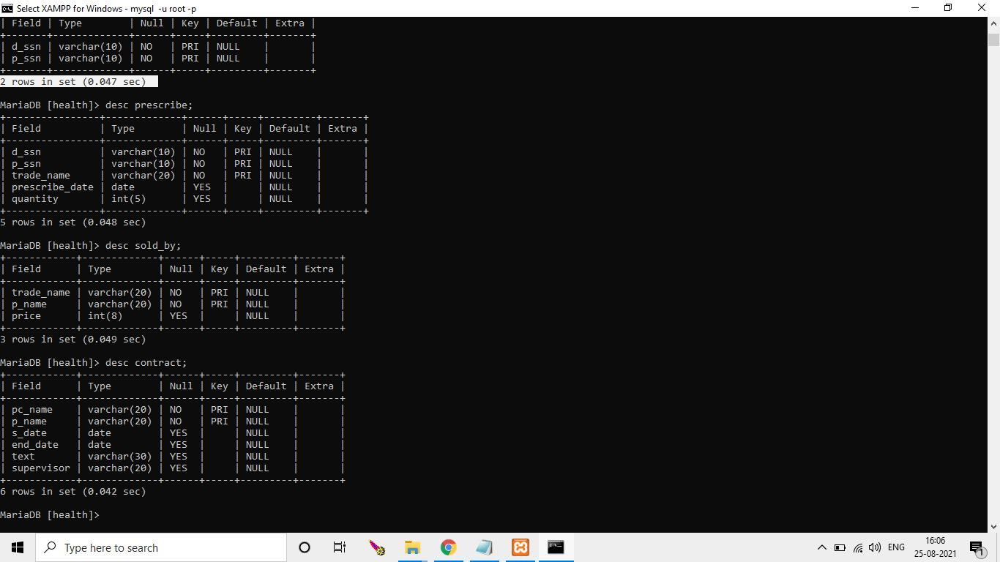 Select XAMPP for Windows - mysql  -u root -p
| Field | Type        | Null | Key | Default | Extra |
+-------+-------------+------+-----+---------+-------+
| d_ssn | varchar(10) | NO   | PRI | NULL    |       |
| p_ssn | varchar(10) | NO   | PRI | NULL    |       |
+-------+-------------+------+-----+---------+-------+
2 rows in set (0.047 sec)

MariaDB [health]> desc prescribe;
+----------------+-------------+------+-----+---------+-------+
| Field          | Type        | Null | Key | Default | Extra |
+----------------+-------------+------+-----+---------+-------+
| d_ssn          | varchar(10) | NO   | PRI | NULL    |       |
| p_ssn          | varchar(10) | NO   | PRI | NULL    |       |
| trade_name     | varchar(20) | NO   | PRI | NULL    |       |
| prescribe_date | date        | YES  |     | NULL    |       |
| quantity       | int(5)      | YES  |     | NULL    |       |
+----------------+-------------+------+-----+---------+-------+
5 rows in set (0.048 sec)

MariaDB [health]> desc sold_by;
+------------+-------------+------+-----+---------+-------+
| Field      | Type        | Null | Key | Default | Extra |
+------------+-------------+------+-----+---------+-------+
| trade_name | varchar(20) | NO   | PRI | NULL    |       |
| p_name     | varchar(20) | NO   | PRI | NULL    |       |
| price      | int(8)      | YES  |     | NULL    |       |
+------------+-------------+------+-----+---------+-------+
3 rows in set (0.049 sec)

MariaDB [health]> desc contract;
+------------+-------------+------+-----+---------+-------+
| Field      | Type        | Null | Key | Default | Extra |
+------------+-------------+------+-----+---------+-------+
| pc_name    | varchar(20) | NO   | PRI | NULL    |       |
| p_name     | varchar(20) | NO   | PRI | NULL    |       |
| s_date     | date        | YES  |     | NULL    |       |
| end_date   | date        | YES  |     | NULL    |       |
| text       | varchar(30) | YES  |     | NULL    |       |
| supervisor | varchar(20) | YES  |     | NULL    |       |
+------------+-------------+------+-----+---------+-------+
6 rows in set (0.042 sec)

MariaDB [health]>
Type here to search
ENG
16:06
25-08-2021
1